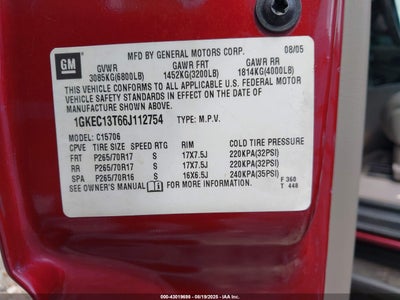 GM
MFD BY GENERAL MOTORS CORP. 08/05
GVWR GAWR FRT GAWR RR
3085KG(6800LB) 1452KG(3200LB) 1814KG(4000LB)
THIS VEHICLE CONFORMS TO ALL APPLICABLE U.S. FEDERAL MOTOR
VEHICLE SAFETY AND THEFT PREVENTION STANDARDS
IN EFFECT ON THE DATE OF
MANUFACTURE SHOWN ABOVE.
1GKEC13T66J112754 TYPE: M.P.V.
MODEL: C15706
CPVE TIRE SIZE SPEED RTG RIM COLD TIRE PRESSURE
FRT P265/70R17 S 17X7.5J 220KPA(32PSI)
RR P265/70R17 S 17X7.5J 220KPA(32PSI)
SPA P265/70R16 S 16X6.5J 240KPA(35PSI)
SEE OWNER'S MANUAL FOR MORE INFORMATION. F 360
T 448
000-43019699 - 08/19/2025 - IAA Inc.